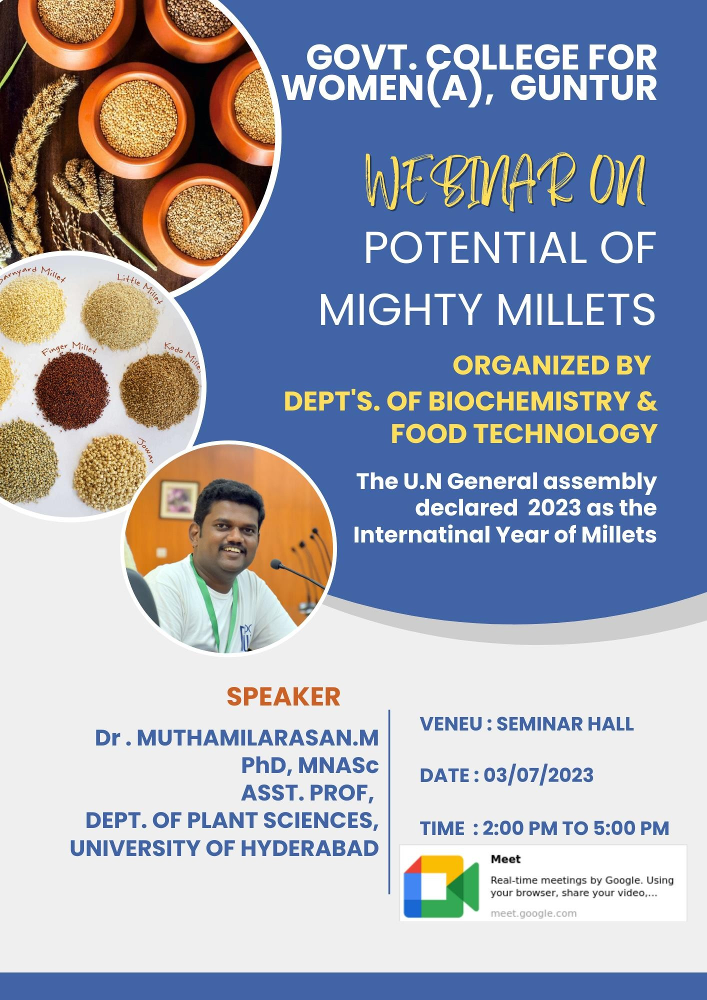 GOVT. COLLEGE FOR
WOMEN(A), GUNTUR
WEBINAR ON
POTENTIAL OF
MIGHTY MILLETS
ORGANIZED BY
DEPT'S. OF BIOCHEMISTRY &
FOOD TECHNOLOGY
The U.N General assembly
declared 2023 as the
Internatinal Year of Millets
Barnyard Millet
Little Millet
Finger Millet
Kodo Millet
Jowar
SPEAKER
Dr . MUTHAMILARASAN.M
PhD, MNASc
ASST. PROF,
DEPT. OF PLANT SCIENCES,
UNIVERSITY OF HYDERABAD
VENEU : SEMINAR HALL
DATE : 03/07/2023
TIME : 2:00 PM TO 5:00 PM
Meet
Real-time meetings by Google. Using
your browser, share your video,...
meet.google.com